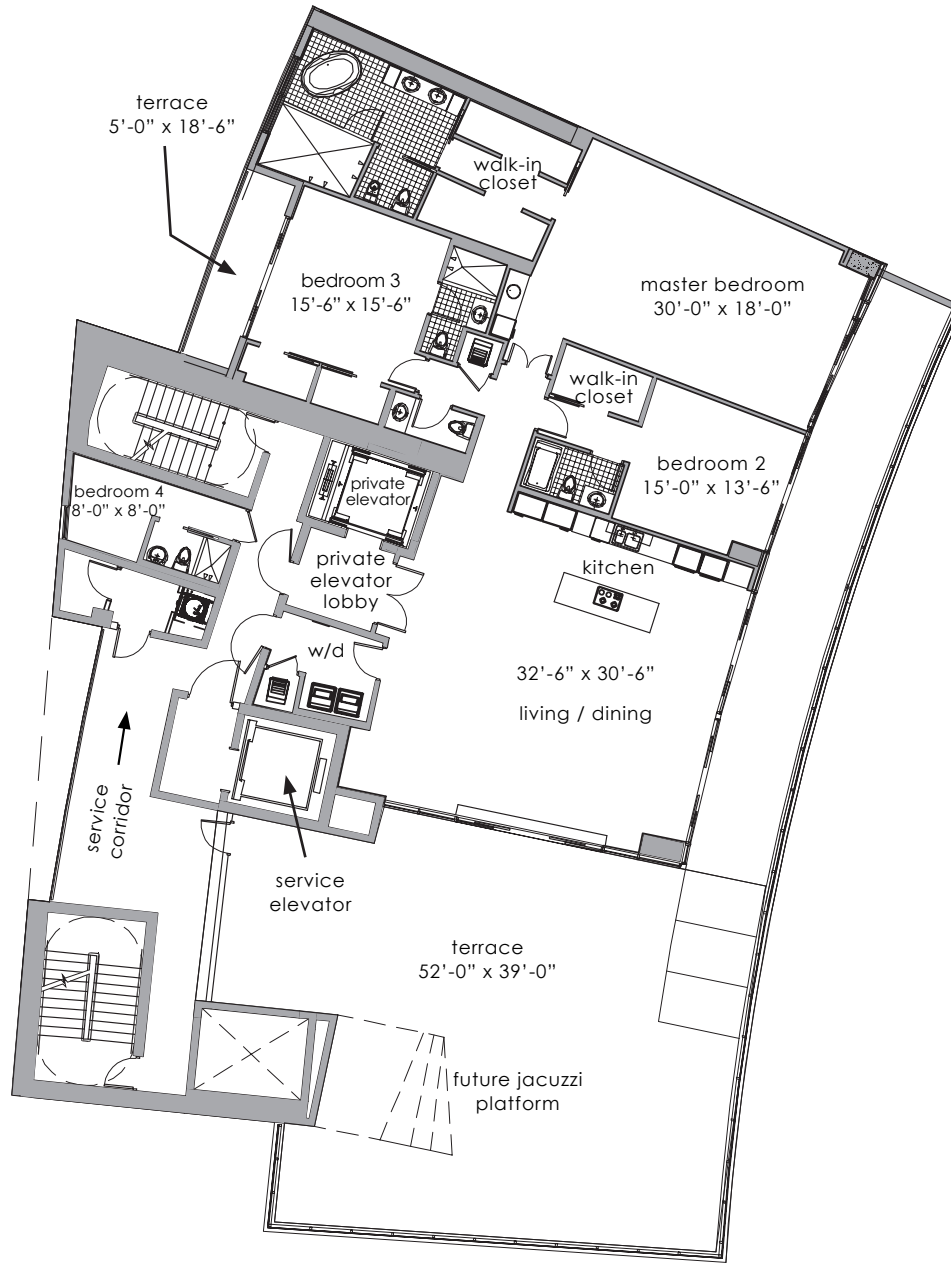 terrace
5’-0” x 18’-6”
walk-in
closet
bedroom 3
15’-6” x 15’-6”
master bedroom
30’-0” x 18’-0”
walk-in
closet
bedroom 2
15’-0” x 13’-6”
private
elevator
bedroom 4
8’-0” x 8’-0”
private
elevator
lobby
kitchen
w/d
32’-6” x 30’-6”
living / dining
service
corridor
service
elevator
terrace
52’-0” x 39’-0”
future jacuzzi
platform